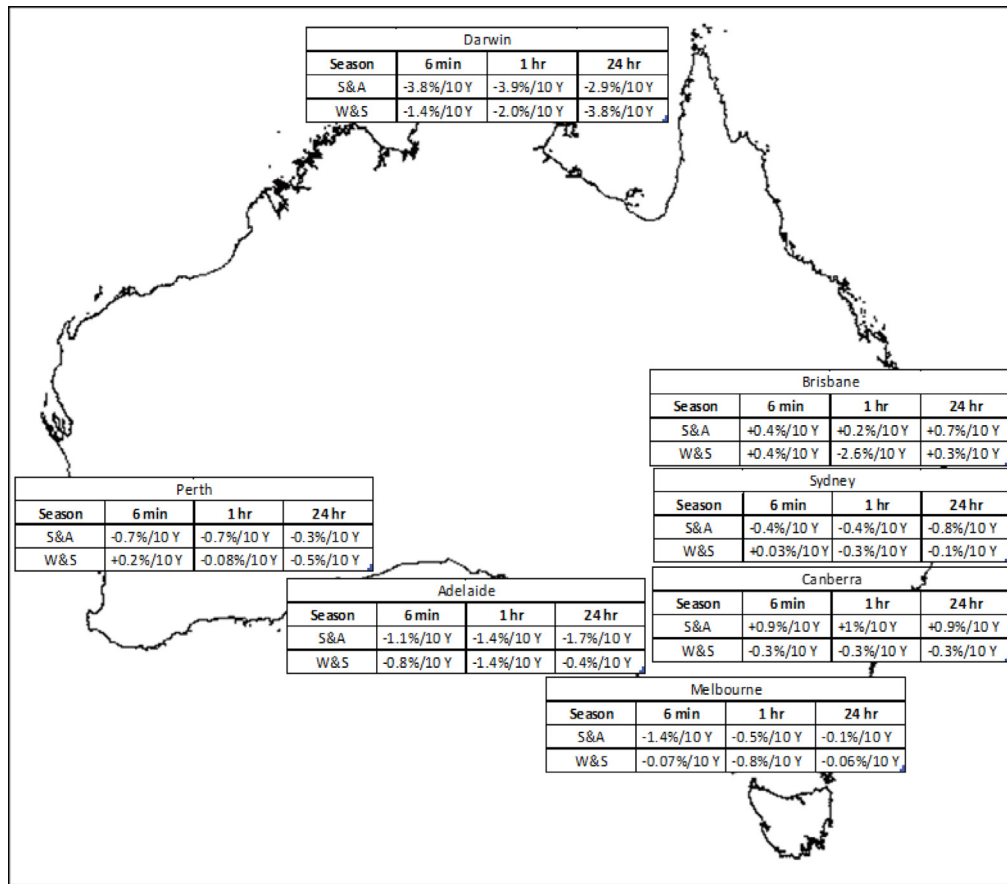 Darwin
Season 6 min 1 hr 24 hr
S&A -3.8%/10 Y -3.9%/10 Y -2.9%/10 Y
W&S -1.4%/10 Y -2.0%/10 Y -3.8%/10 Y
Brisbane
Season 6 min 1 hr 24 hr
S&A +0.4%/10 Y +0.2%/10 Y +0.7%/10 Y
W&S +0.4%/10 Y -2.6%/10 Y +0.3%/10 Y
Sydney
Season 6 min 1 hr 24 hr
S&A -0.4%/10 Y -0.4%/10 Y -0.8%/10 Y
W&S +0.03%/10 Y -0.3%/10 Y -0.1%/10 Y
Perth
Season 6 min 1 hr 24 hr
S&A -0.7%/10 Y -0.7%/10 Y -0.3%/10 Y
W&S +0.2%/10 Y -0.08%/10 Y -0.5%/10 Y
Canberra
Season 6 min 1 hr 24 hr
S&A +0.9%/10 Y +1%/10 Y +0.9%/10 Y
W&S -0.3%/10 Y -0.3%/10 Y -0.3%/10 Y
Adelaide
Season 6 min 1 hr 24 hr
S&A -1.1%/10 Y -1.4%/10 Y -1.7%/10 Y
W&S -0.8%/10 Y -1.4%/10 Y -0.4%/10 Y
Melbourne
Season 6 min 1 hr 24 hr
S&A -1.4%/10 Y -0.5%/10 Y -0.1%/10 Y
W&S -0.07%/10 Y -0.8%/10 Y -0.06%/10 Y